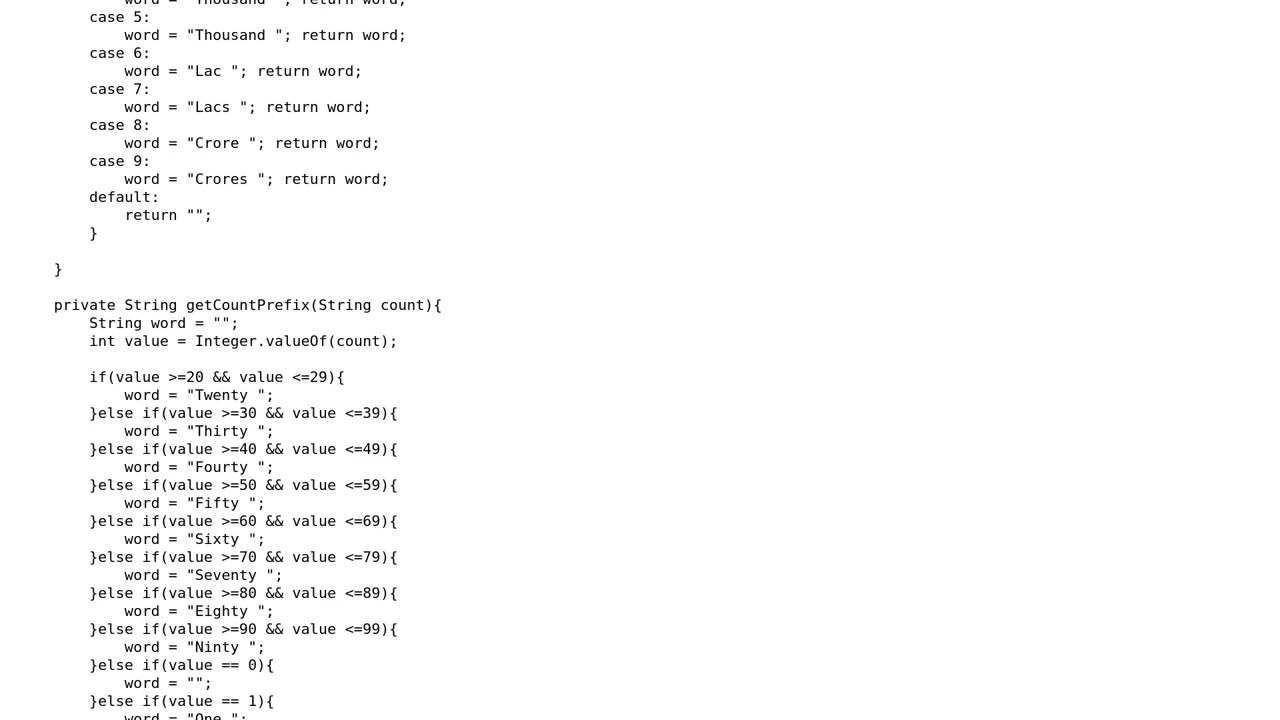 word = "Thousand "; return word;
case 5:
word = "Thousand "; return word;
case 6:
word = "Lac "; return word;
case 7:
word = "Lacs "; return word;
case 8:
word = "Crore "; return word;
case 9:
word = "Crores "; return word;
default:
return "";
}
}
private String getCountPrefix(String count){
String word = "";
int value = Integer.valueOf(count);
if(value >=20 && value <=29){
word = "Twenty ";
}else if(value >=30 && value <=39){
word = "Thirty ";
}else if(value >=40 && value <=49){
word = "Fourty ";
}else if(value >=50 && value <=59){
word = "Fifty ";
}else if(value >=60 && value <=69){
word = "Sixty ";
}else if(value >=70 && value <=79){
word = "Seventy ";
}else if(value >=80 && value <=89){
word = "Eighty ";
}else if(value >=90 && value <=99){
word = "Ninty ";
}else if(value == 0){
word = "";
}else if(value == 1){
word = "One ";